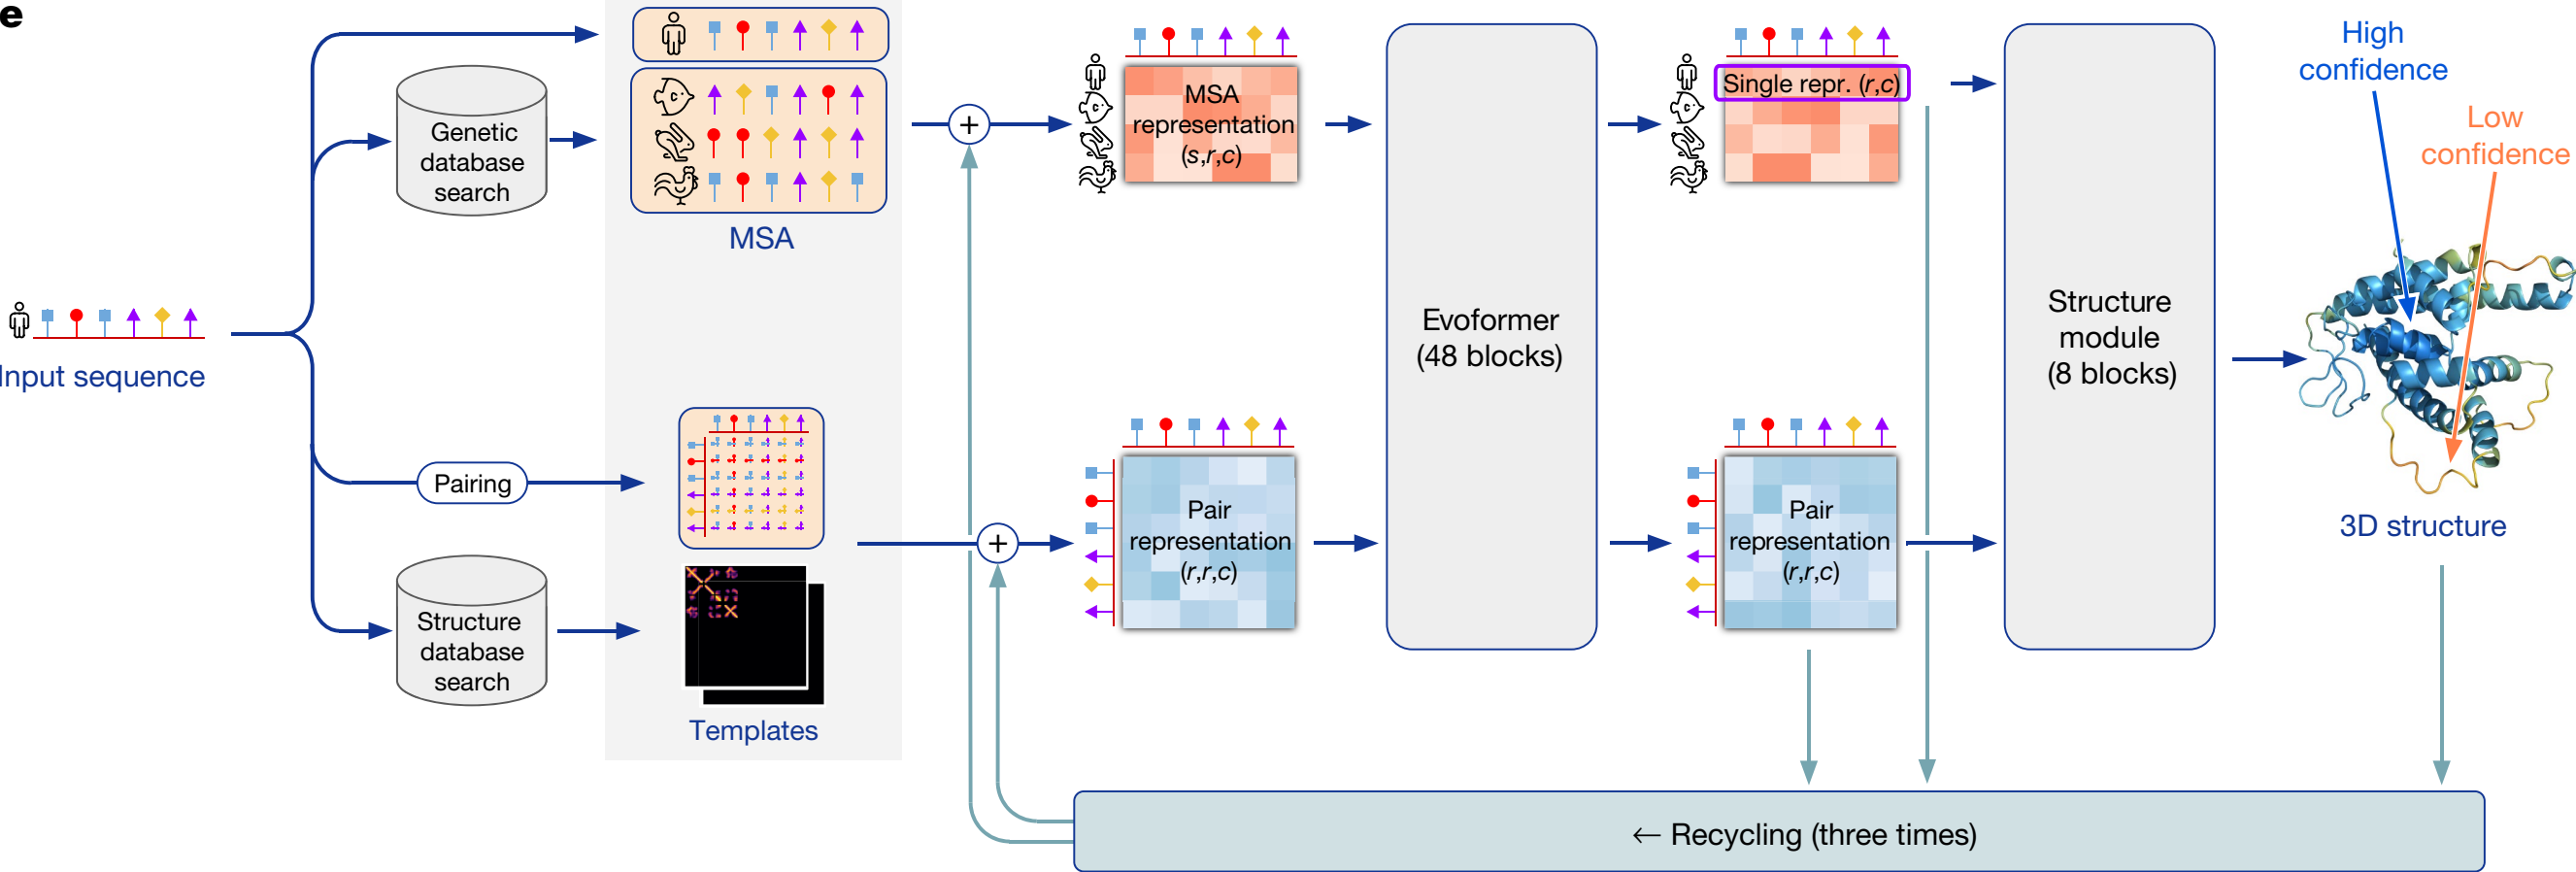 e
High
confidence
Low
confidence
Genetic
database
search
MSA
MSA
representation
(s,r,c)
Single repr. (r,c)
Input sequence
Evoformer
(48 blocks)
Structure
module
(8 blocks)
Pairing
Pair
representation
(r,r,c)
Pair
representation
(r,r,c)
3D structure
Structure
database
search
Templates
← Recycling (three times)